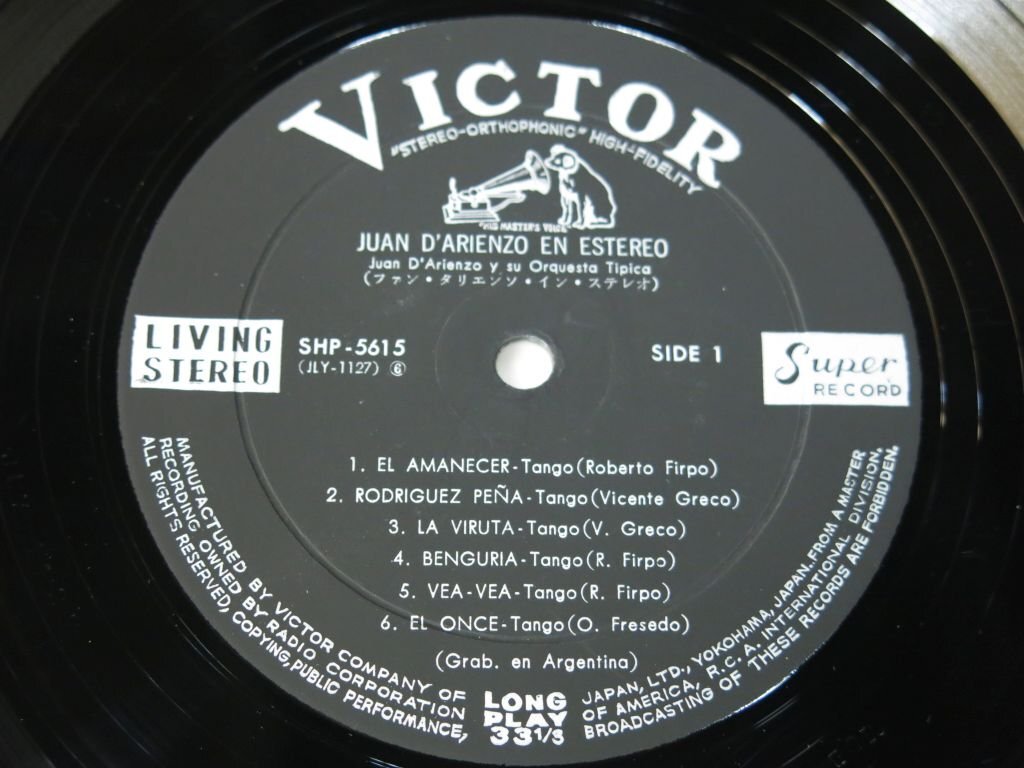 VICTOR
"STEREO-ORTHOPHONIC" HIGH-FIDELITY
"HIS MASTER'S VOICE"
JUAN D'ARIENZO EN ESTEREO
Juan D'Arienzo y su Orquesta Tipica
(ファン・ダリエンソ・イン・ステレオ)
LIVING
STEREO
SHP-5615
(JLY-1127) Ⓖ
SIDE 1
Super
RECORD
1. EL AMANECER-Tango(Roberto Firpo)
2. RODRIGUEZ PEÑA-Tango(Vicente Greco)
3. LA VIRUTA-Tango(V. Greco)
4. BENGURIA-Tango(R. Firpo)
5. VEA-VEA-Tango(R. Firpo)
6. EL ONCE-Tango(O. Fresedo)
(Grab. en Argentina)
MANUFACTURED BY VICTOR COMPANY OF JAPAN, LTD., YOKOHAMA, JAPAN. FROM A MASTER
RECORDING OWNED BY RADIO CORPORATION OF AMERICA, R.C.A. INTERNATIONAL DIVISION.
ALL RIGHTS RESERVED, COPYING, PUBLIC PERFORMANCE, BROADCASTING OF THESE RECORDS ARE FORBIDDEN.
LONG
PLAY
33⅓